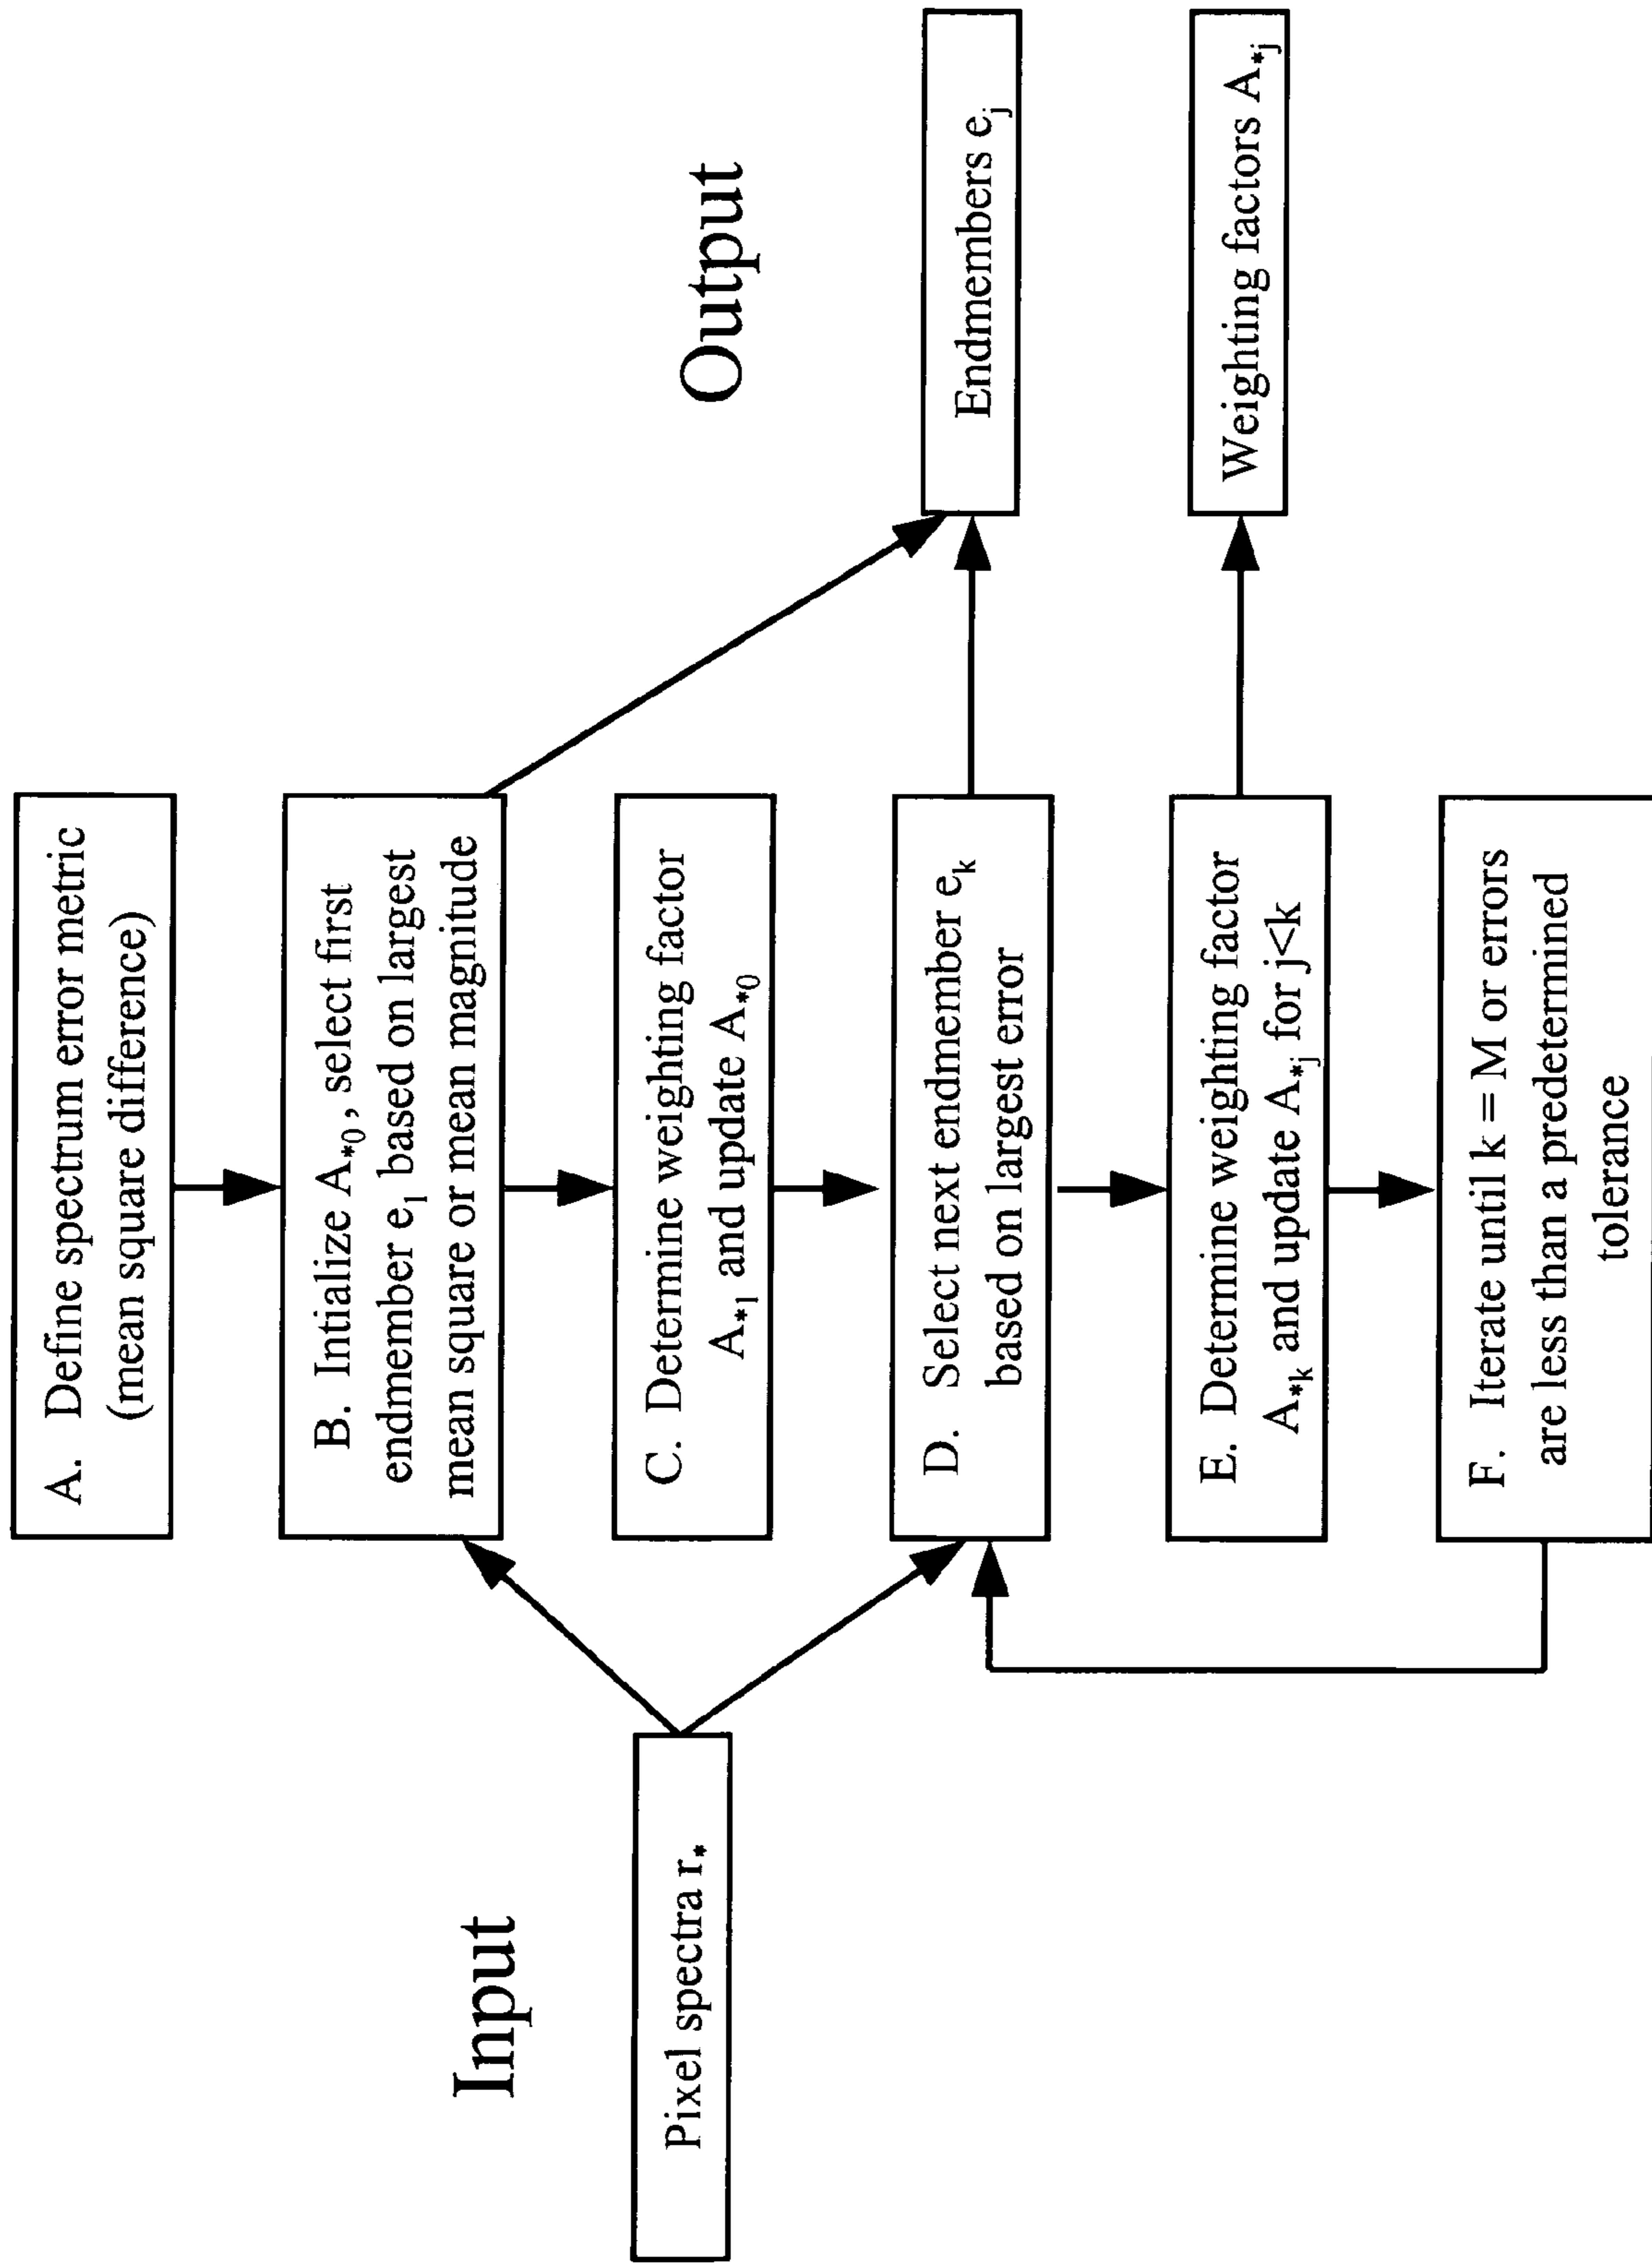 Input
Pixel spectra r*
A. Define spectrum error metric
(mean square difference)
B. Intialize A*0, select first
endmember e1 based on largest
mean square or mean magnitude
C. Determine weighting factor
A*1 and update A*0
D. Select next endmember ek
based on largest error
E. Determine weighting factor
A*k and update A*j for j<k
F. Iterate until k = M or errors
are less than a predetermined
tolerance
Output
Endmembers ej
Weighting factors A*j